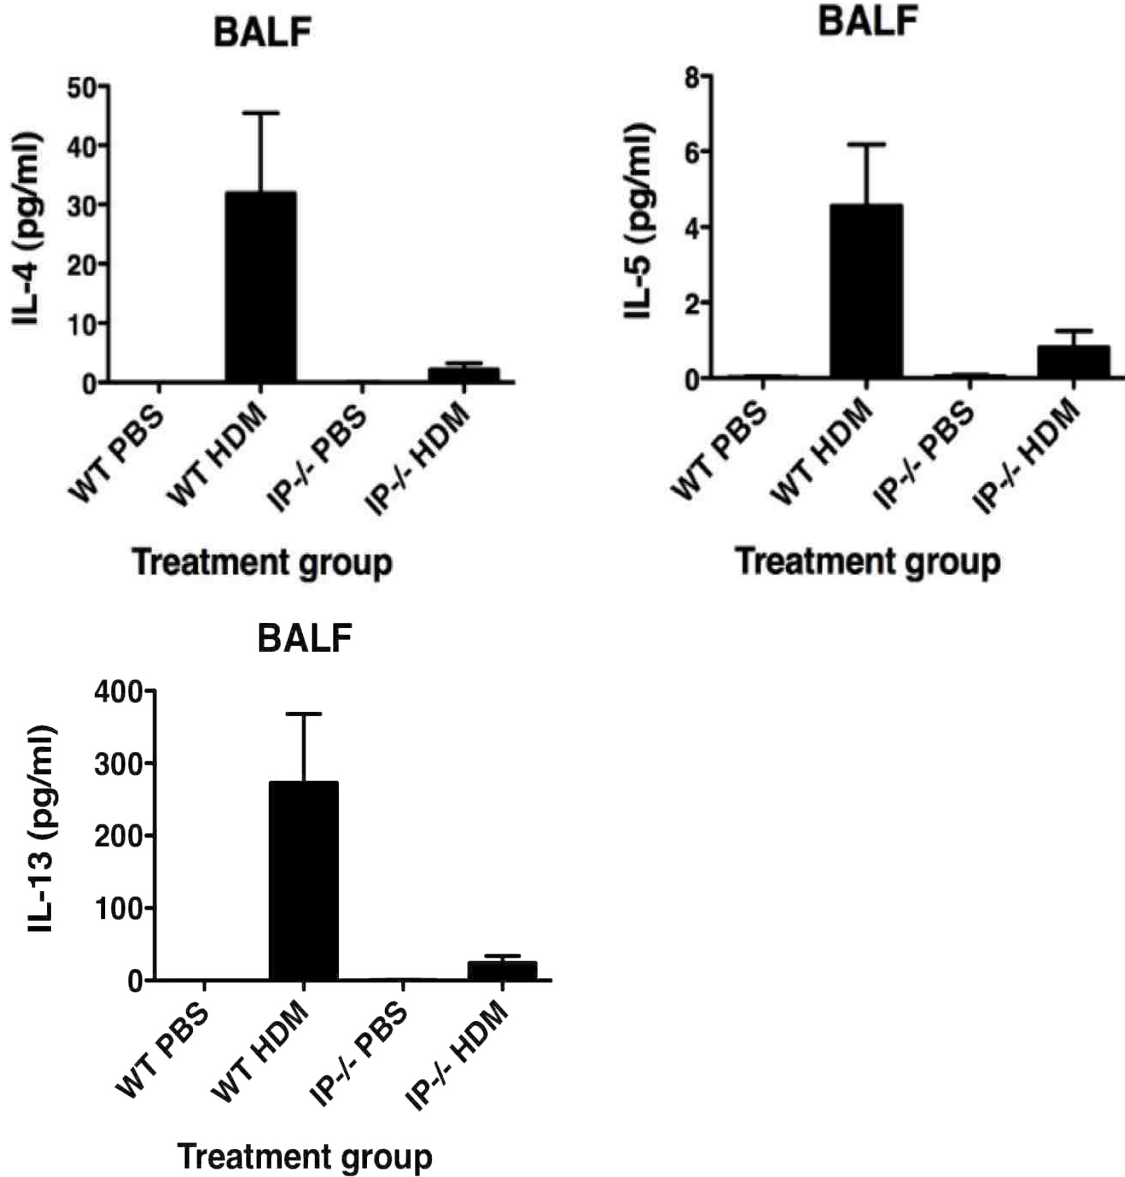 BALF
IL-4 (pg/ml)
50
40
30
20
10
0
WT PBS
WT HDM
IP-/- PBS
IP-/- HDM
Treatment group
BALF
IL-5 (pg/ml)
8
6
4
2
0
WT PBS
WT HDM
IP-/- PBS
IP-/- HDM
Treatment group
BALF
IL-13 (pg/ml)
400
300
200
100
0
WT PBS
WT HDM
IP-/- PBS
IP-/- HDM
Treatment group